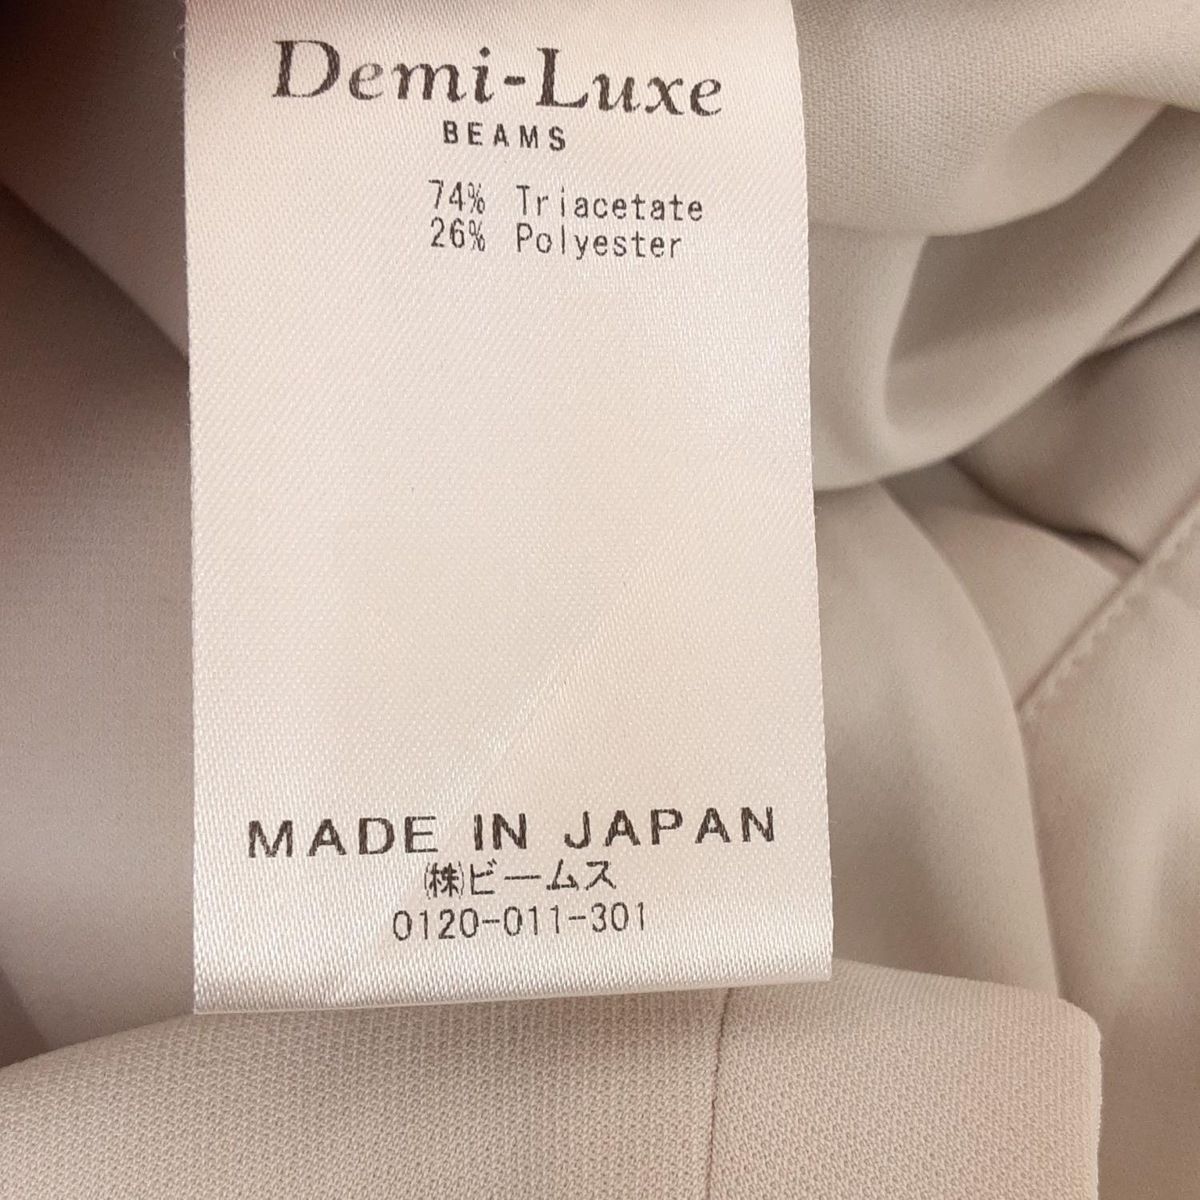 Demi-Luxe
BEAMS
74% Triacetate
26% Polyester
MADE IN JAPAN
㈱ビームス
0120-011-301